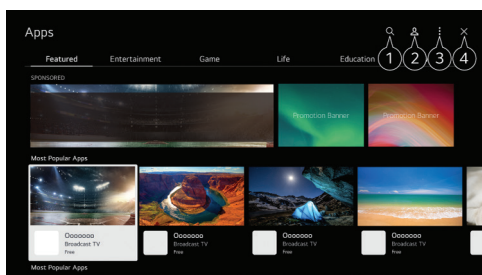 Apps
Featured Entertainment Game Life Education
1 2 3 4
SPONSORED
Promotion Banner Promotion Banner
Most Popular Apps
Ooooooo Ooooooo Ooooooo Ooooooo
Broadcast TV Broadcast TV Broadcast TV Broadcast TV
Free Free Free Free
Most Popular Apps